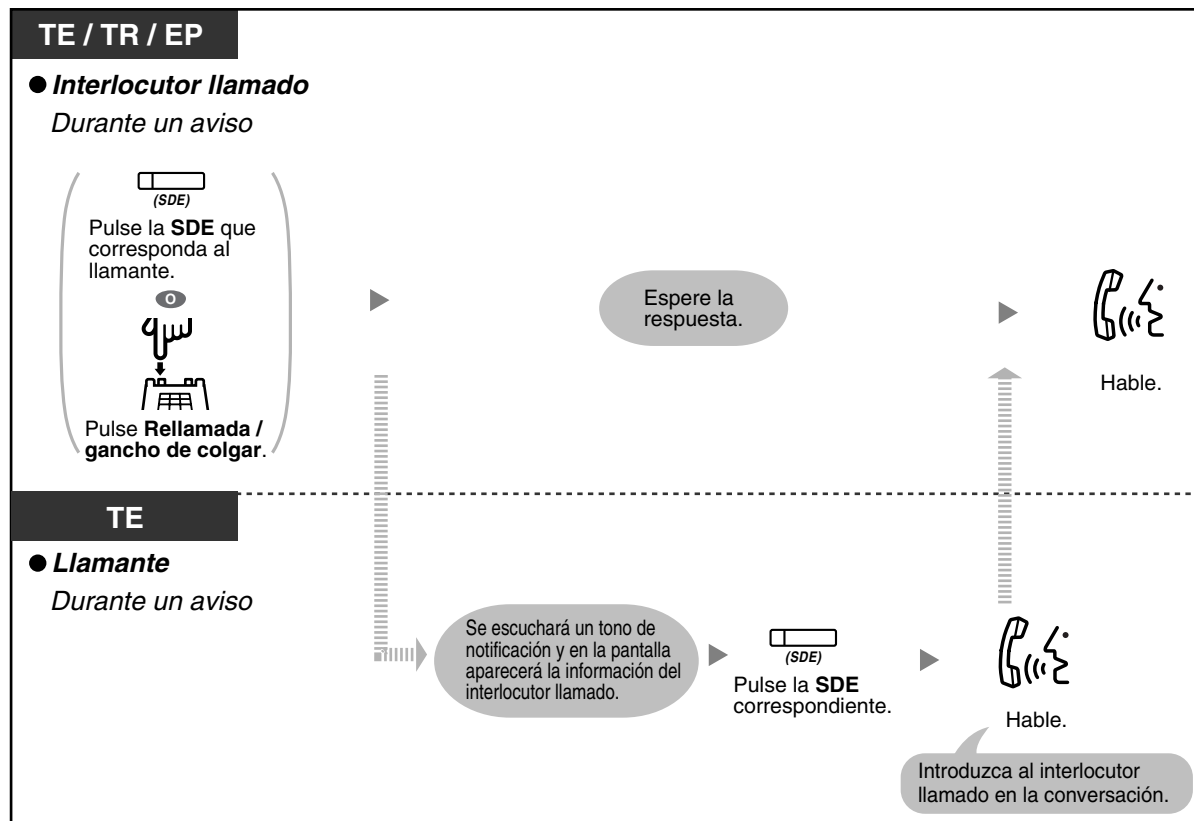 TE / TR / EP
● Interlocutor llamado
Durante un aviso
(SDE)
Pulse la SDE que
corresponda al
llamante.
O
Pulse Rellamada /
gancho de colgar.
Espere la
respuesta.
Hable.
TE
● Llamante
Durante un aviso
Se escuchará un tono de
notificación y en la pantalla
aparecerá la información del
interlocutor llamado.
(SDE)
Pulse la SDE
correspondiente.
Hable.
Introduzca al interlocutor
llamado en la conversación.